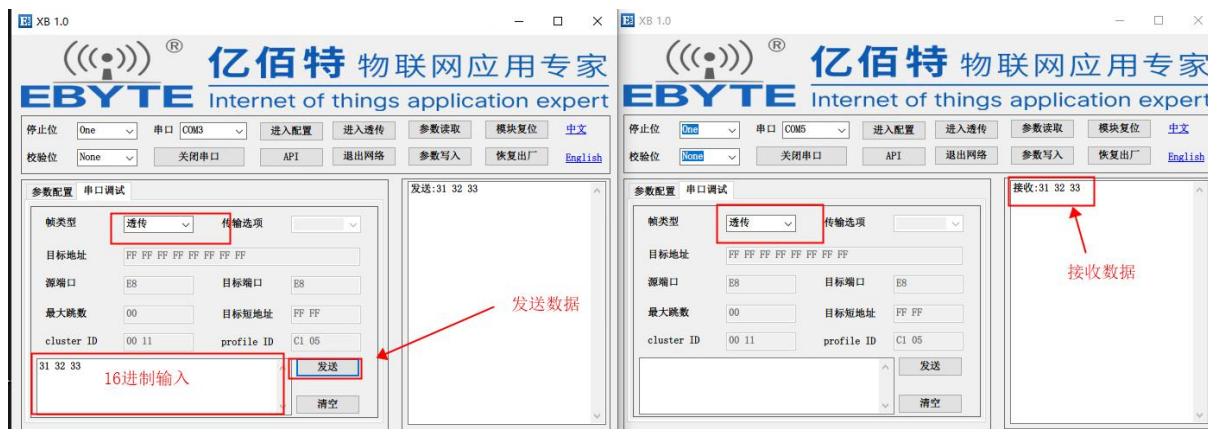 XB 1.0
亿佰特 物联网应用专家
EBYTE Internet of things application expert
停止位 One 串口 COM3 进入配置 进入透传 参数读取 模块复位 中文
校验位 None 关闭串口 API 退出网络 参数写入 恢复出厂 English
参数配置 串口调试
发送:31 32 33
帧类型 透传 传输选项
目标地址 FF FF FF FF FF FF FF FF
源端口 E8 目标端口 E8
发送数据
最大跳数 00 目标短地址 FF FF
cluster ID 00 11 profile ID C1 05
31 32 33
16进制输入
发送
清空
XB 1.0
亿佰特 物联网应用专家
EBYTE Internet of things application expert
停止位 One 串口 COM5 进入配置 进入透传 参数读取 模块复位 中文
校验位 None 关闭串口 API 退出网络 参数写入 恢复出厂 English
参数配置 串口调试
接收:31 32 33
帧类型 透传 传输选项
目标地址 FF FF FF FF FF FF FF FF
接收数据
源端口 E8 目标端口 E8
最大跳数 00 目标短地址 FF FF
cluster ID 00 11 profile ID C1 05
发送
清空